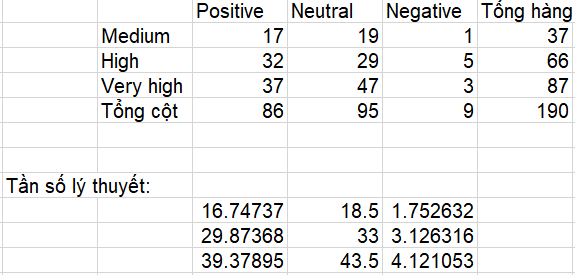 Positive Neutral Negative Tổng hàng
Medium 17 19 1 37
High 32 29 5 66
Very high 37 47 3 87
Tổng cột 86 95 9 190
Tần số lý thuyết:
16.74737 18.5 1.752632
29.87368 33 3.126316
39.37895 43.5 4.121053